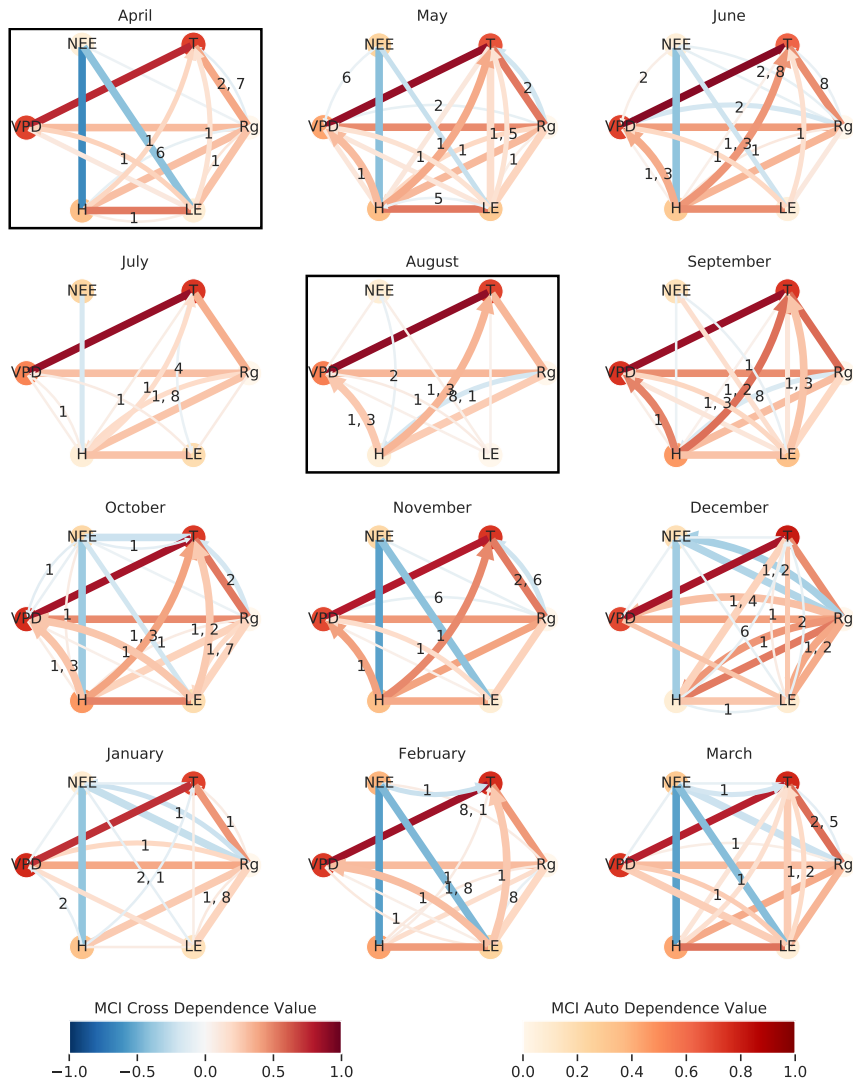 April
NEE
T
2, 7
VPD
1
1
Rg
6
1
1
H
1
LE
May
NEE
T
6
2
2
VPD
1, 5
Rg
1
1
1
1
1
5
H
LE
June
NEE
T
2
2, 8
8
2
VPD
1
Rg
1, 3
1
1
1, 3
H
LE
July
NEE
T
VPD
4
Rg
1
1
1, 8
1
H
LE
August
NEE
T
VPD
2
Rg
1, 3
8, 1
1
1, 3
H
LE
September
NEE
T
1
VPD
1, 3
Rg
1, 2
8
1, 3
1
H
LE
October
NEE
T
1
1
2
VPD
1
Rg
1, 2
1, 3
1
1
1, 7
1, 3
H
LE
November
NEE
T
2, 6
6
VPD
Rg
1
1
H
LE
December
NEE
T
1, 2
1, 4
VPD
1
2
Rg
6
1
1, 2
H
LE
1
January
NEE
T
1
1
1
VPD
Rg
2, 1
2
1, 8
H
LE
February
NEE
T
1
8, 1
VPD
Rg
1
1
1, 8
1
8
1
H
LE
March
NEE
T
1
2, 5
1
VPD
Rg
1
1, 2
1
H
LE
MCI Cross Dependence Value
−1.0 −0.5 0.0 0.5 1.0
MCI Auto Dependence Value
0.0 0.2 0.4 0.6 0.8 1.0